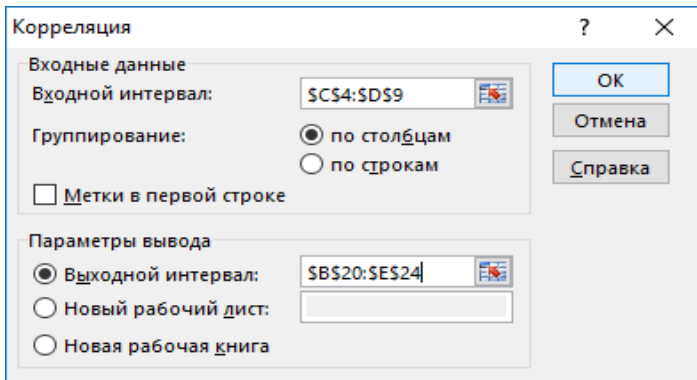 Корреляция ? ×
Входные данные
Входной интервал: $C$4:$D$9
ОК
Группирование: по столбцам
Отмена
по строкам
Справка
Метки в первой строке
Параметры вывода
Выходной интервал: $B$20:$E$24
Новый рабочий лист:
Новая рабочая книга